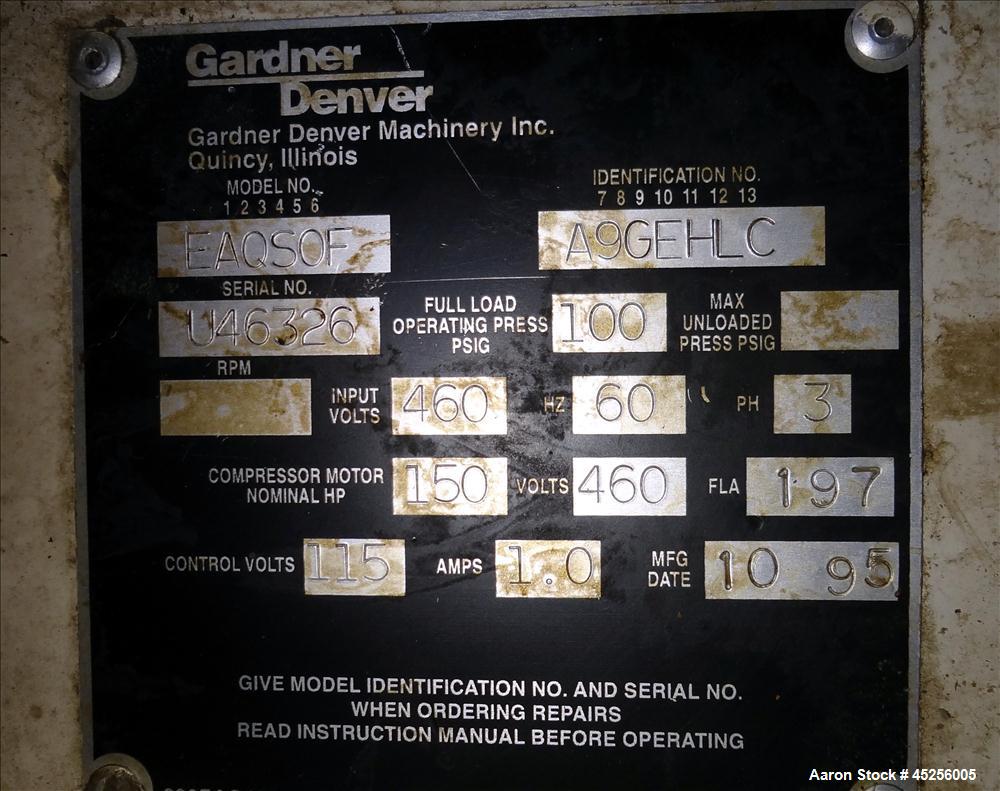 Gardner
Denver
Gardner Denver Machinery Inc.
Quincy, Illinois
MODEL NO.
1 2 3 4 5 6
EAQSOF
IDENTIFICATION NO.
7 8 9 10 11 12 13
A9GEHLC
SERIAL NO.
U46326
FULL LOAD
OPERATING PRESS
PSIG
100
MAX
UNLOADED
PRESS PSIG
RPM
INPUT
VOLTS
460
HZ
60
PH
3
COMPRESSOR MOTOR
NOMINAL HP
150
VOLTS
460
FLA
197
CONTROL VOLTS
115
AMPS
1.0
MFG
DATE
10 95
GIVE MODEL IDENTIFICATION NO. AND SERIAL NO.
WHEN ORDERING REPAIRS
READ INSTRUCTION MANUAL BEFORE OPERATING
Aaron Stock # 45256005